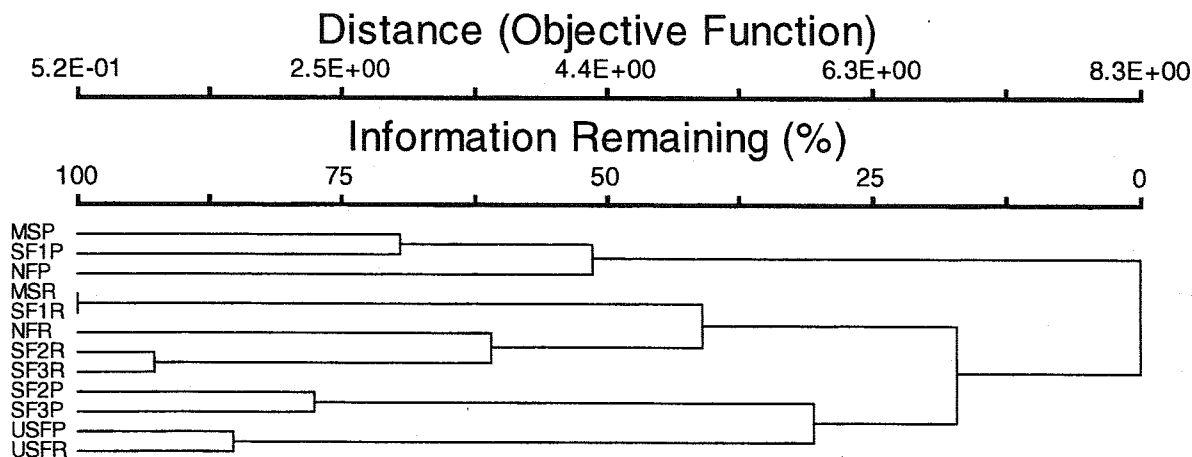 Distance (Objective Function)
5.2E-01 2.5E+00 4.4E+00 6.3E+00 8.3E+00
Information Remaining (%)
100 75 50 25 0
MSP
SF1P
NFP
MSR
SF1R
NFR
SF2R
SF3R
SF2P
SF3P
USFP
USFR